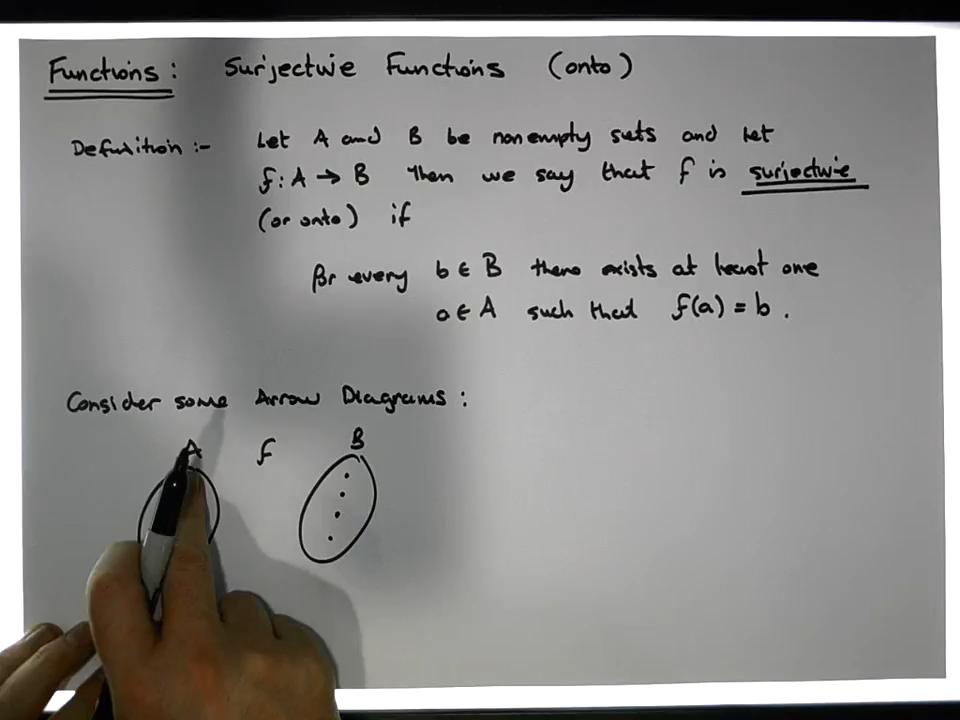 Functions: Surjective Functions (onto)
Definition :- Let A and B be nonempty sets and let
f: A → B Then we say that f is surjective
(or onto) if
for every b ∈ B there exists at least one
a ∈ A such that f(a) = b.
Consider some Arrow Diagrams:
A f B